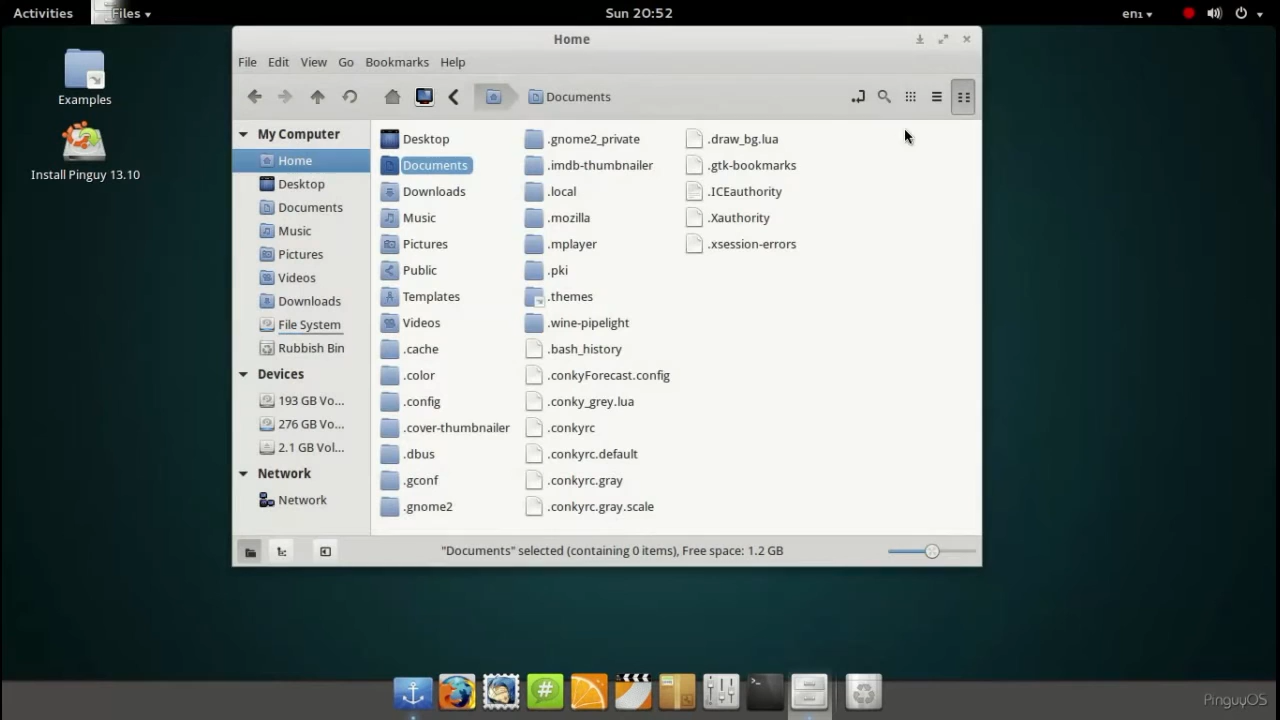 Activities Files Sun 20:52 en1
Home
File Edit View Go Bookmarks Help
Documents
Examples
Install Pinguy 13.10
My Computer
Home
Desktop
Documents
Music
Pictures
Videos
Downloads
File System
Rubbish Bin
Devices
193 GB Vo...
276 GB Vo...
2.1 GB Vol...
Network
Network
Desktop
Documents
Downloads
Music
Pictures
Public
Templates
Videos
.cache
.color
.config
.cover-thumbnailer
.dbus
.gconf
.gnome2
.gnome2_private
.imdb-thumbnailer
.local
.mozilla
.mplayer
.pki
.themes
.wine-pipelight
.bash_history
.conkyForecast.config
.conky_grey.lua
.conkyrc
.conkyrc.default
.conkyrc.gray
.conkyrc.gray.scale
.draw_bg.lua
.gtk-bookmarks
.ICEauthority
.Xauthority
.xsession-errors
"Documents" selected (containing 0 items), Free space: 1.2 GB
#
>_
PinguyOS